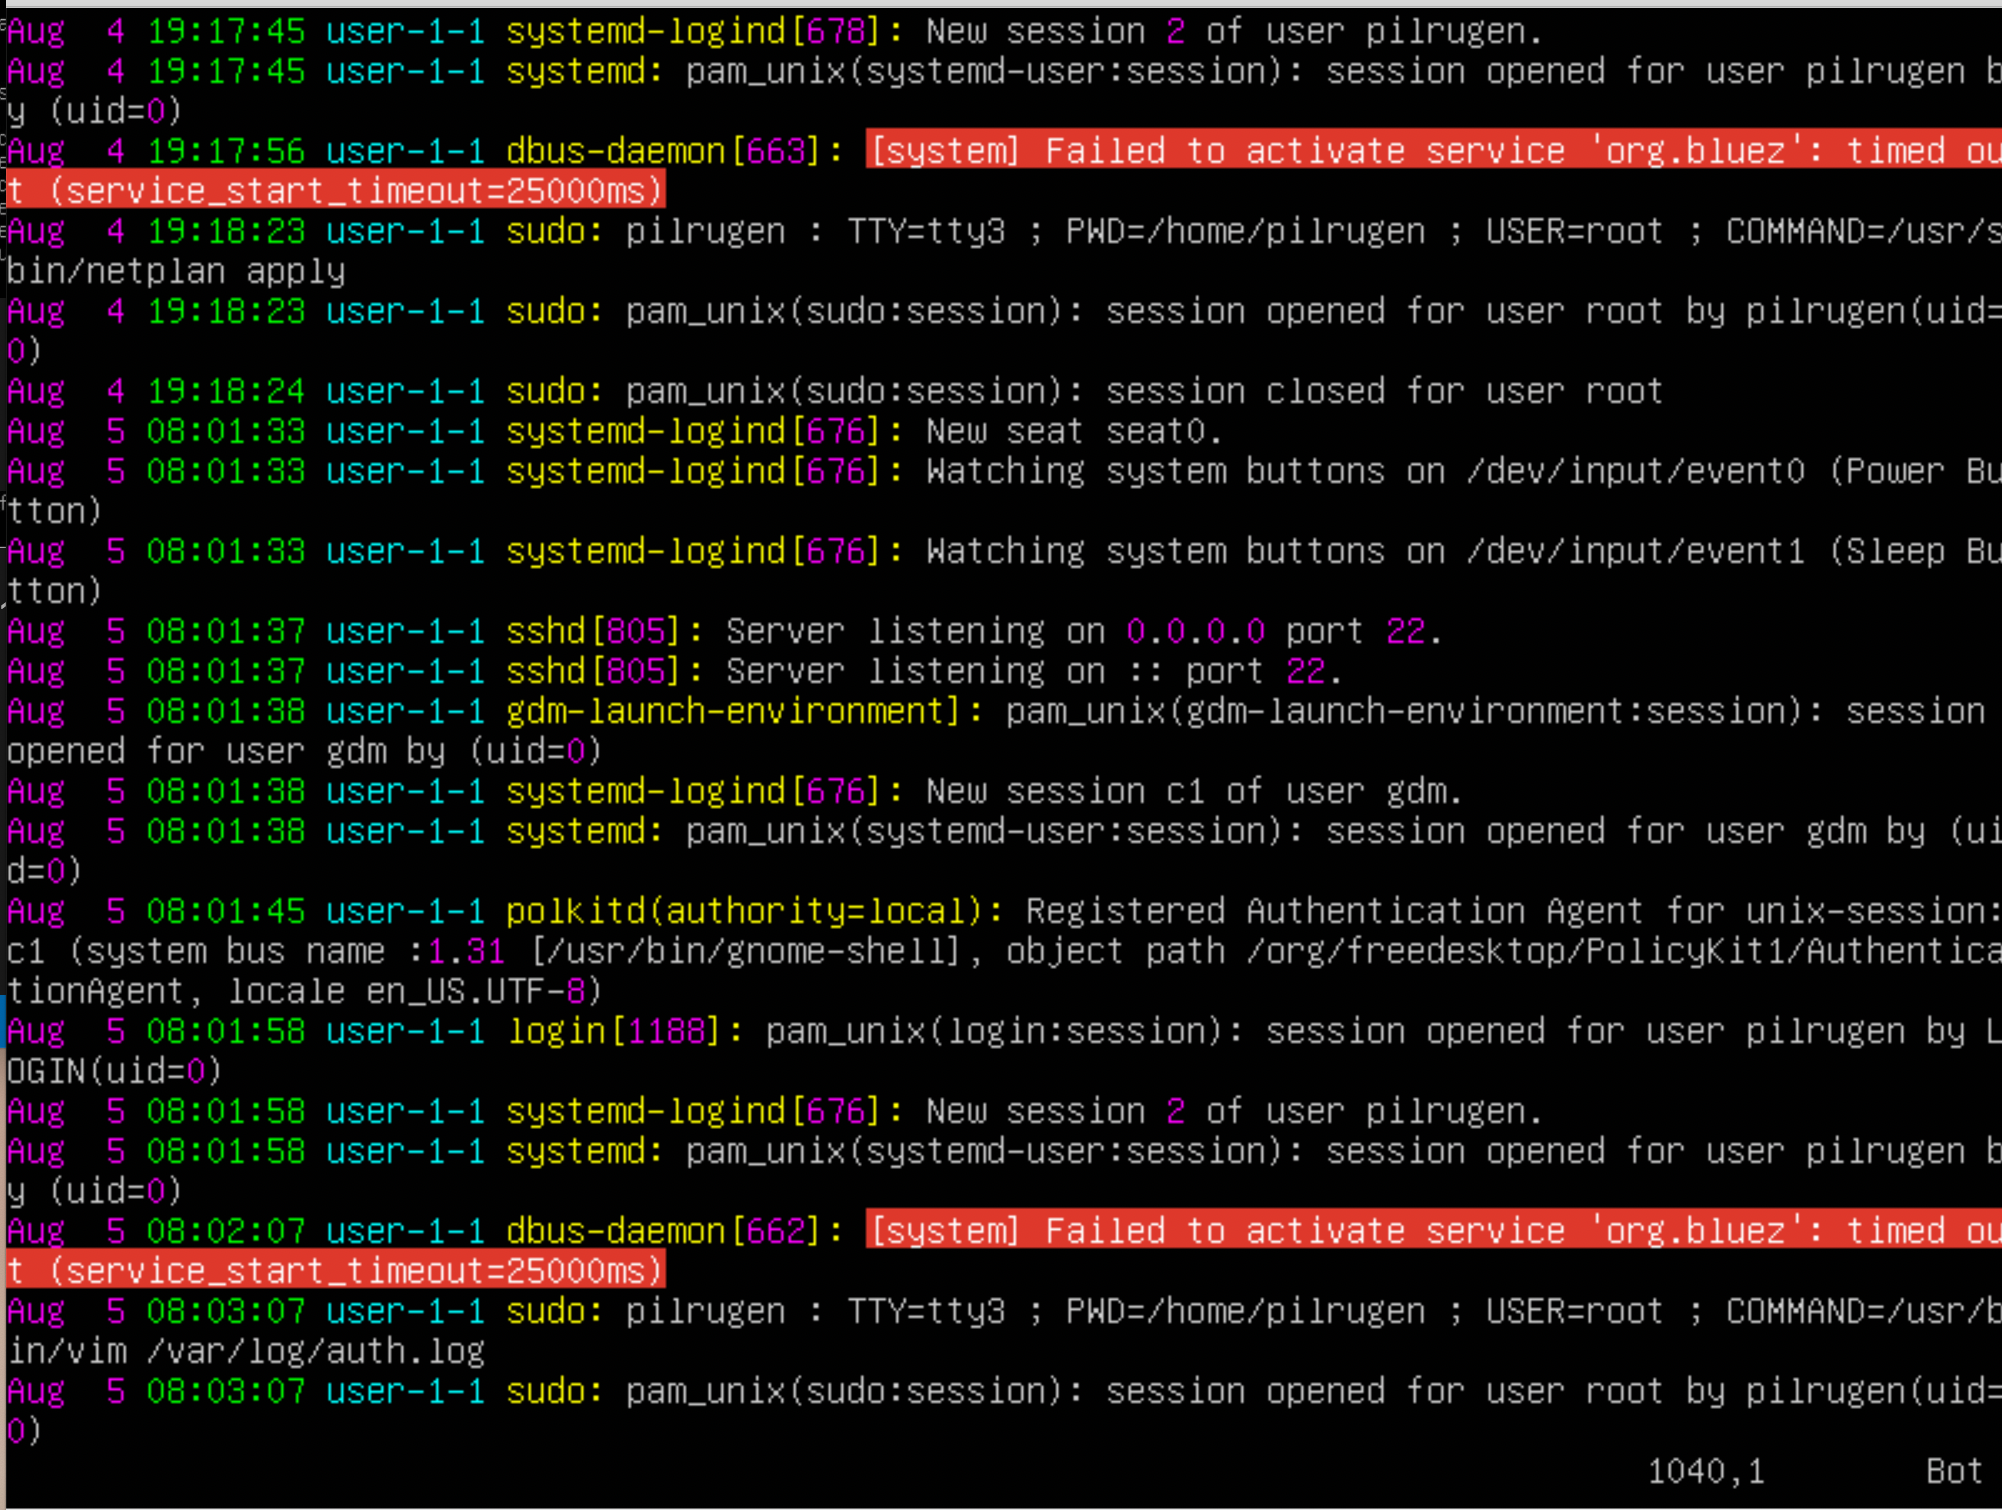 Aug  4 19:17:45 user-1-1 systemd-logind[678]: New session 2 of user pilrugen.
Aug  4 19:17:45 user-1-1 systemd: pam_unix(systemd-user:session): session opened for user pilrugen b
y (uid=0)
Aug  4 19:17:56 user-1-1 dbus-daemon[663]: [system] Failed to activate service 'org.bluez': timed ou
t (service_start_timeout=25000ms)
Aug  4 19:18:23 user-1-1 sudo: pilrugen : TTY=tty3 ; PWD=/home/pilrugen ; USER=root ; COMMAND=/usr/s
bin/netplan apply
Aug  4 19:18:23 user-1-1 sudo: pam_unix(sudo:session): session opened for user root by pilrugen(uid=
0)
Aug  4 19:18:24 user-1-1 sudo: pam_unix(sudo:session): session closed for user root
Aug  5 08:01:33 user-1-1 systemd-logind[676]: New seat seat0.
Aug  5 08:01:33 user-1-1 systemd-logind[676]: Watching system buttons on /dev/input/event0 (Power Bu
tton)
Aug  5 08:01:33 user-1-1 systemd-logind[676]: Watching system buttons on /dev/input/event1 (Sleep Bu
tton)
Aug  5 08:01:37 user-1-1 sshd[805]: Server listening on 0.0.0.0 port 22.
Aug  5 08:01:37 user-1-1 sshd[805]: Server listening on :: port 22.
Aug  5 08:01:38 user-1-1 gdm-launch-environment]: pam_unix(gdm-launch-environment:session): session
opened for user gdm by (uid=0)
Aug  5 08:01:38 user-1-1 systemd-logind[676]: New session c1 of user gdm.
Aug  5 08:01:38 user-1-1 systemd: pam_unix(systemd-user:session): session opened for user gdm by (ui
d=0)
Aug  5 08:01:45 user-1-1 polkitd(authority=local): Registered Authentication Agent for unix-session:
c1 (system bus name :1.31 [/usr/bin/gnome-shell], object path /org/freedesktop/PolicyKit1/Authentica
tionAgent, locale en_US.UTF-8)
Aug  5 08:01:58 user-1-1 login[1188]: pam_unix(login:session): session opened for user pilrugen by L
OGIN(uid=0)
Aug  5 08:01:58 user-1-1 systemd-logind[676]: New session 2 of user pilrugen.
Aug  5 08:01:58 user-1-1 systemd: pam_unix(systemd-user:session): session opened for user pilrugen b
y (uid=0)
Aug  5 08:02:07 user-1-1 dbus-daemon[662]: [system] Failed to activate service 'org.bluez': timed ou
t (service_start_timeout=25000ms)
Aug  5 08:03:07 user-1-1 sudo: pilrugen : TTY=tty3 ; PWD=/home/pilrugen ; USER=root ; COMMAND=/usr/b
in/vim /var/log/auth.log
Aug  5 08:03:07 user-1-1 sudo: pam_unix(sudo:session): session opened for user root by pilrugen(uid=
0)
1040,1 Bot